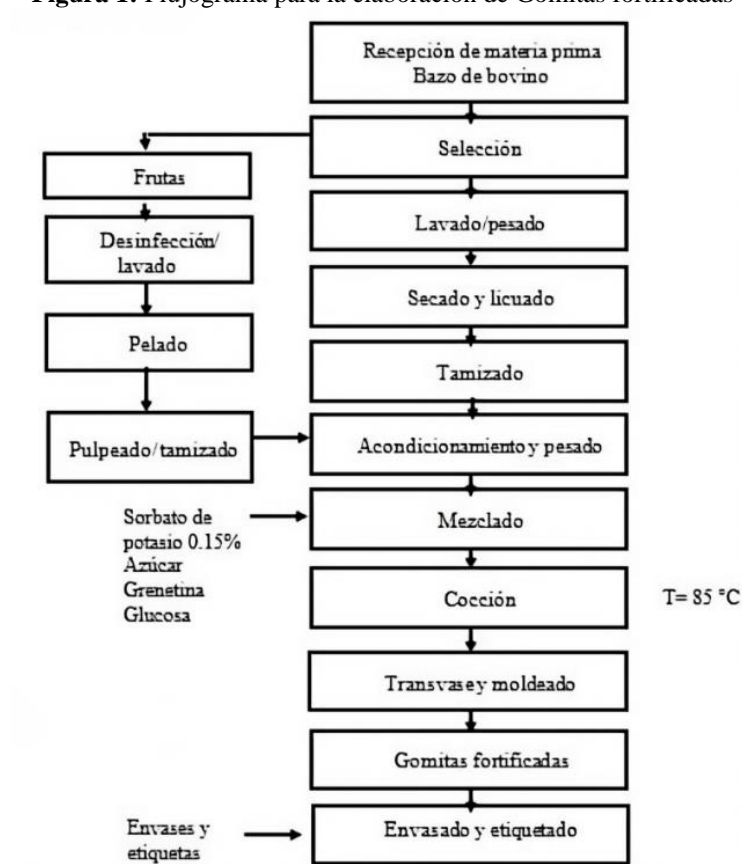 Figura 1. Flujograma para la elaboración de Gomitas fortificadas
Recepción de materia prima
Bazo de bovino
Selección
Frutas
Lavado/pesado
Desinfección/
lavado
Secado y licuado
Pelado
Tamizado
Pulpeado/tamizado
Acondicionamiento y pesado
Sorbato de
potasio 0.15%
Azúcar
Grenetina
Glucosa
Mezclado
Cocción
T= 85 °C
Transvase y moldeado
Gomitas fortificadas
Envases y
etiquetas
Envasado y etiquetado